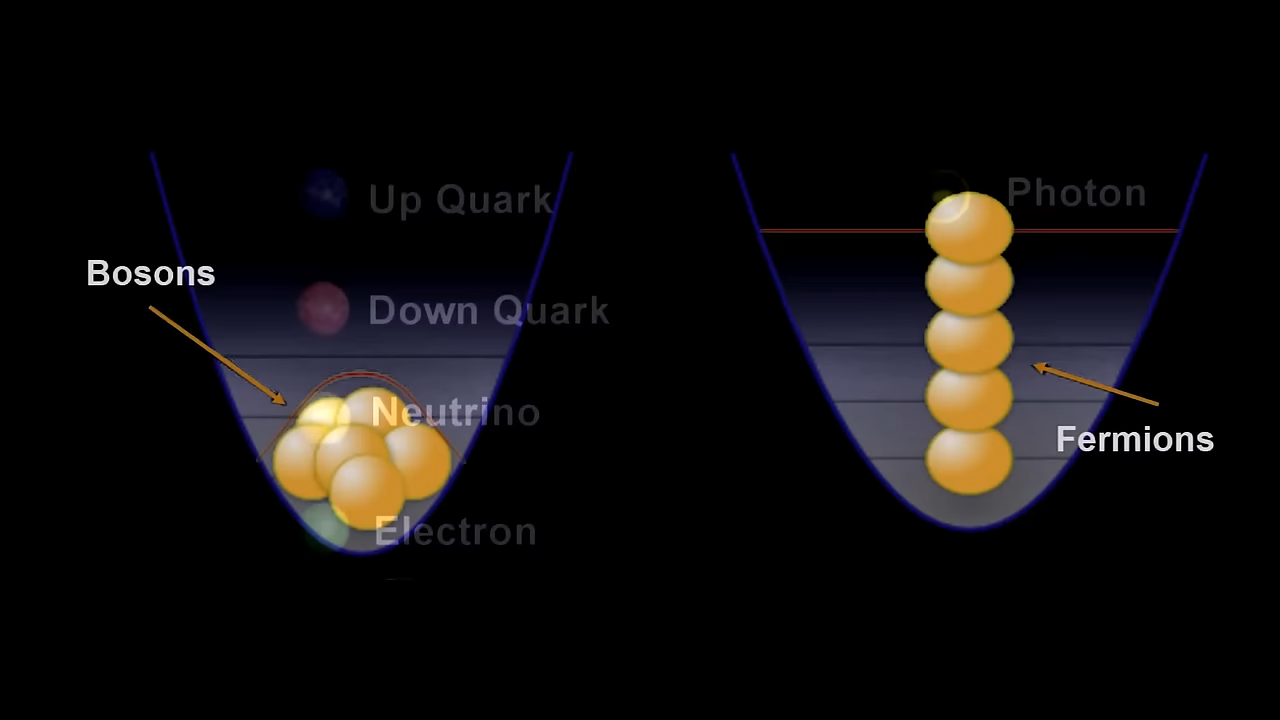 Up Quark
Photon
Bosons
Down Quark
Neutrino
Fermions
Electron